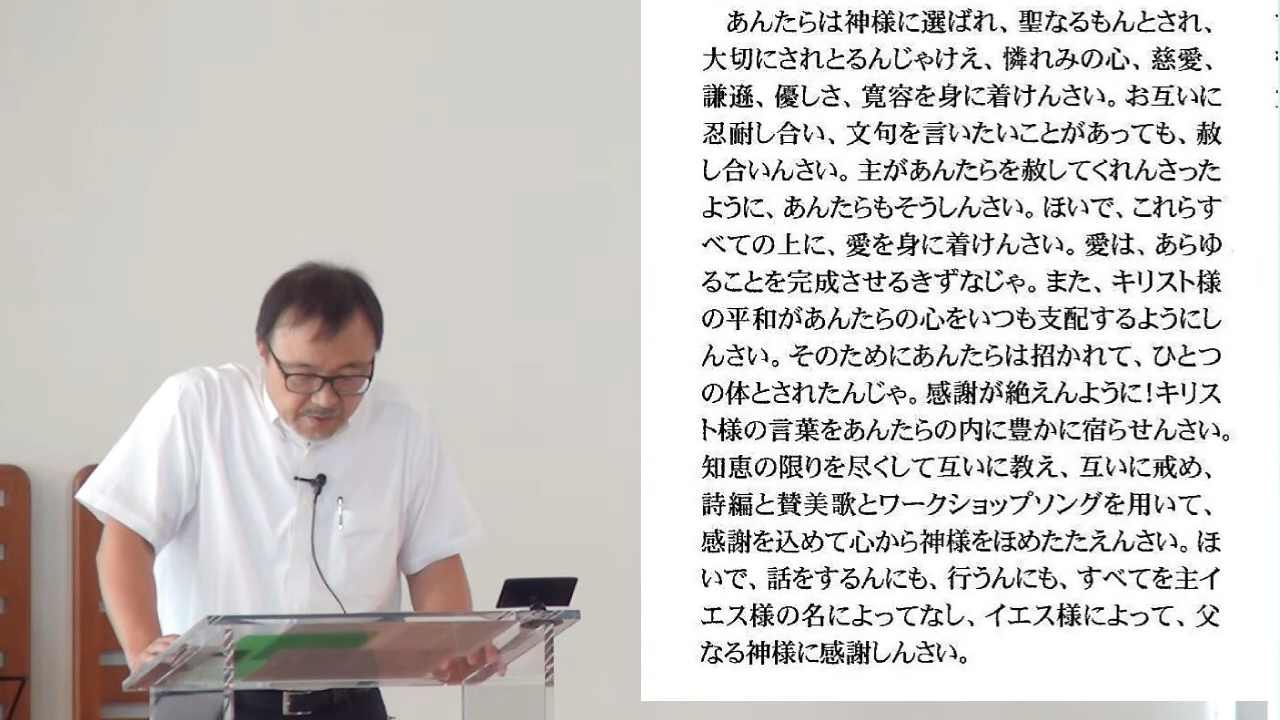 あんたらは神様に選ばれ、聖なるもんとされ、
大切にされとるんじゃけえ、憐れみの心、慈愛、
謙遜、優しさ、寛容を身に着けんさい。お互いに
忍耐し合い、文句を言いたいことがあっても、赦
し合いんさい。主があんたらを赦してくれんさった
ように、あんたらもそうしんさい。ほいで、これらす
べての上に、愛を身に着けんさい。愛は、あらゆ
ることを完成させるきずなじゃ。また、キリスト様
の平和があんたらの心をいつも支配するようにし
んさい。そのためにあんたらは招かれて、ひとつ
の体とされたんじゃ。感謝が絶えんように!キリス
ト様の言葉をあんたらの内に豊かに宿らせんさい。
知恵の限りを尽くして互いに教え、互いに戒め、
詩編と賛美歌とワークショップソングを用いて、
感謝を込めて心から神様をほめたたえんさい。ほ
いで、話をするんにも、行うんにも、すべてを主イ
エス様の名によってなし、イエス様によって、父
なる神様に感謝しんさい。